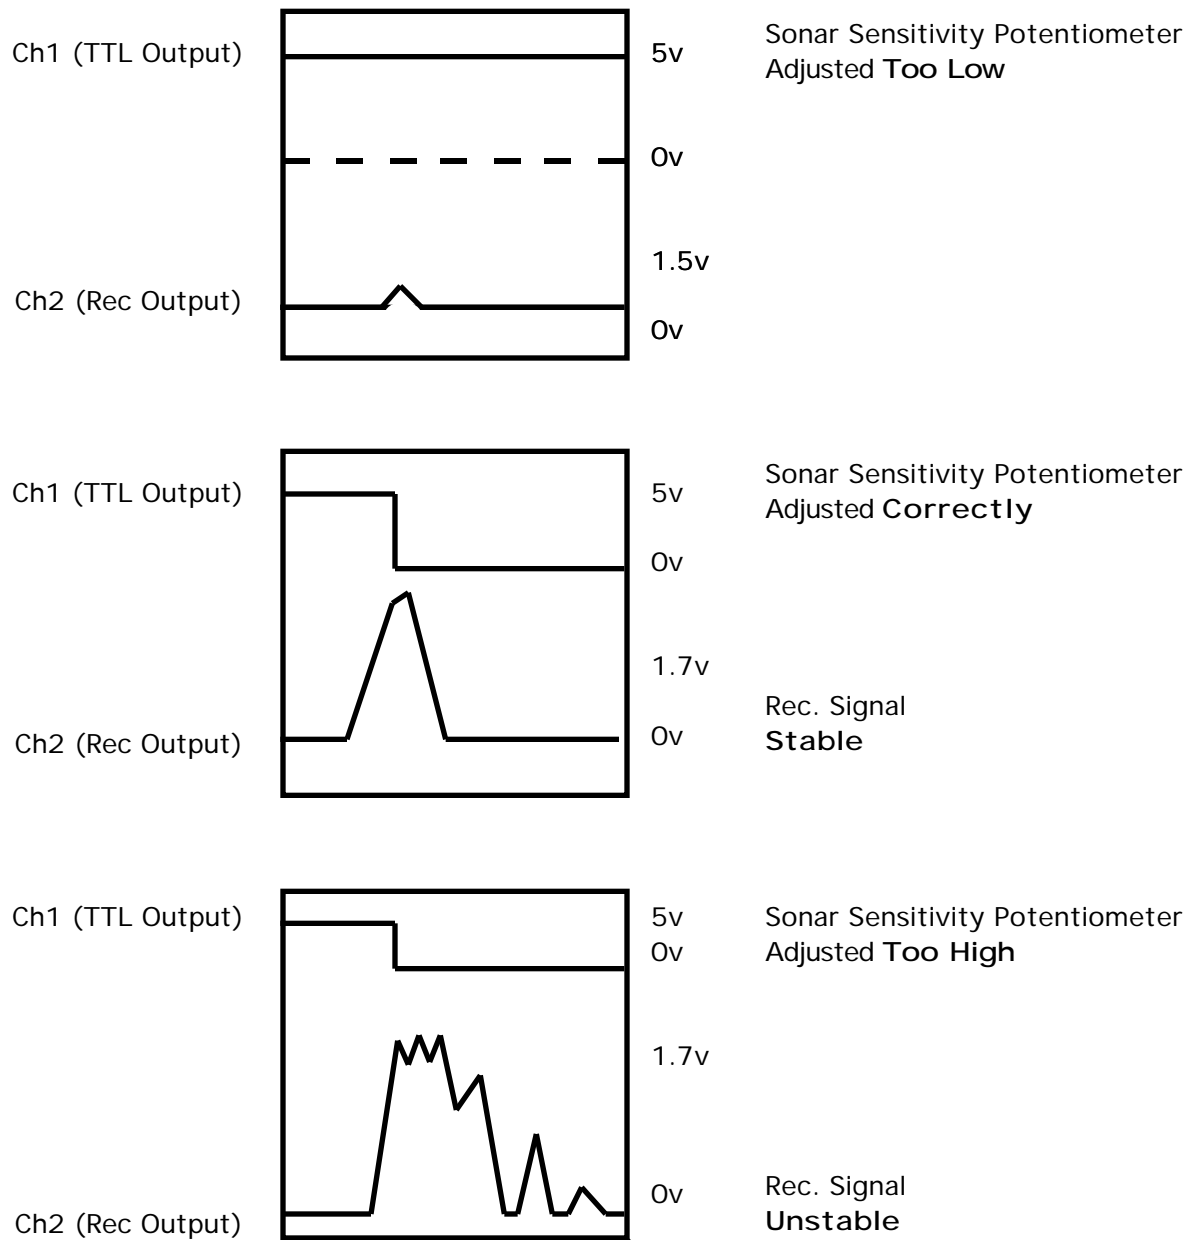 Ch1 (TTL Output)
5v
Sonar Sensitivity Potentiometer
Adjusted Too Low
0v
1.5v
Ch2 (Rec Output)
0v
Ch1 (TTL Output)
5v
Sonar Sensitivity Potentiometer
Adjusted Correctly
0v
1.7v
Rec. Signal
Stable
Ch2 (Rec Output)
0v
Ch1 (TTL Output)
5v
Sonar Sensitivity Potentiometer
Adjusted Too High
0v
1.7v
0v
Rec. Signal
Unstable
Ch2 (Rec Output)